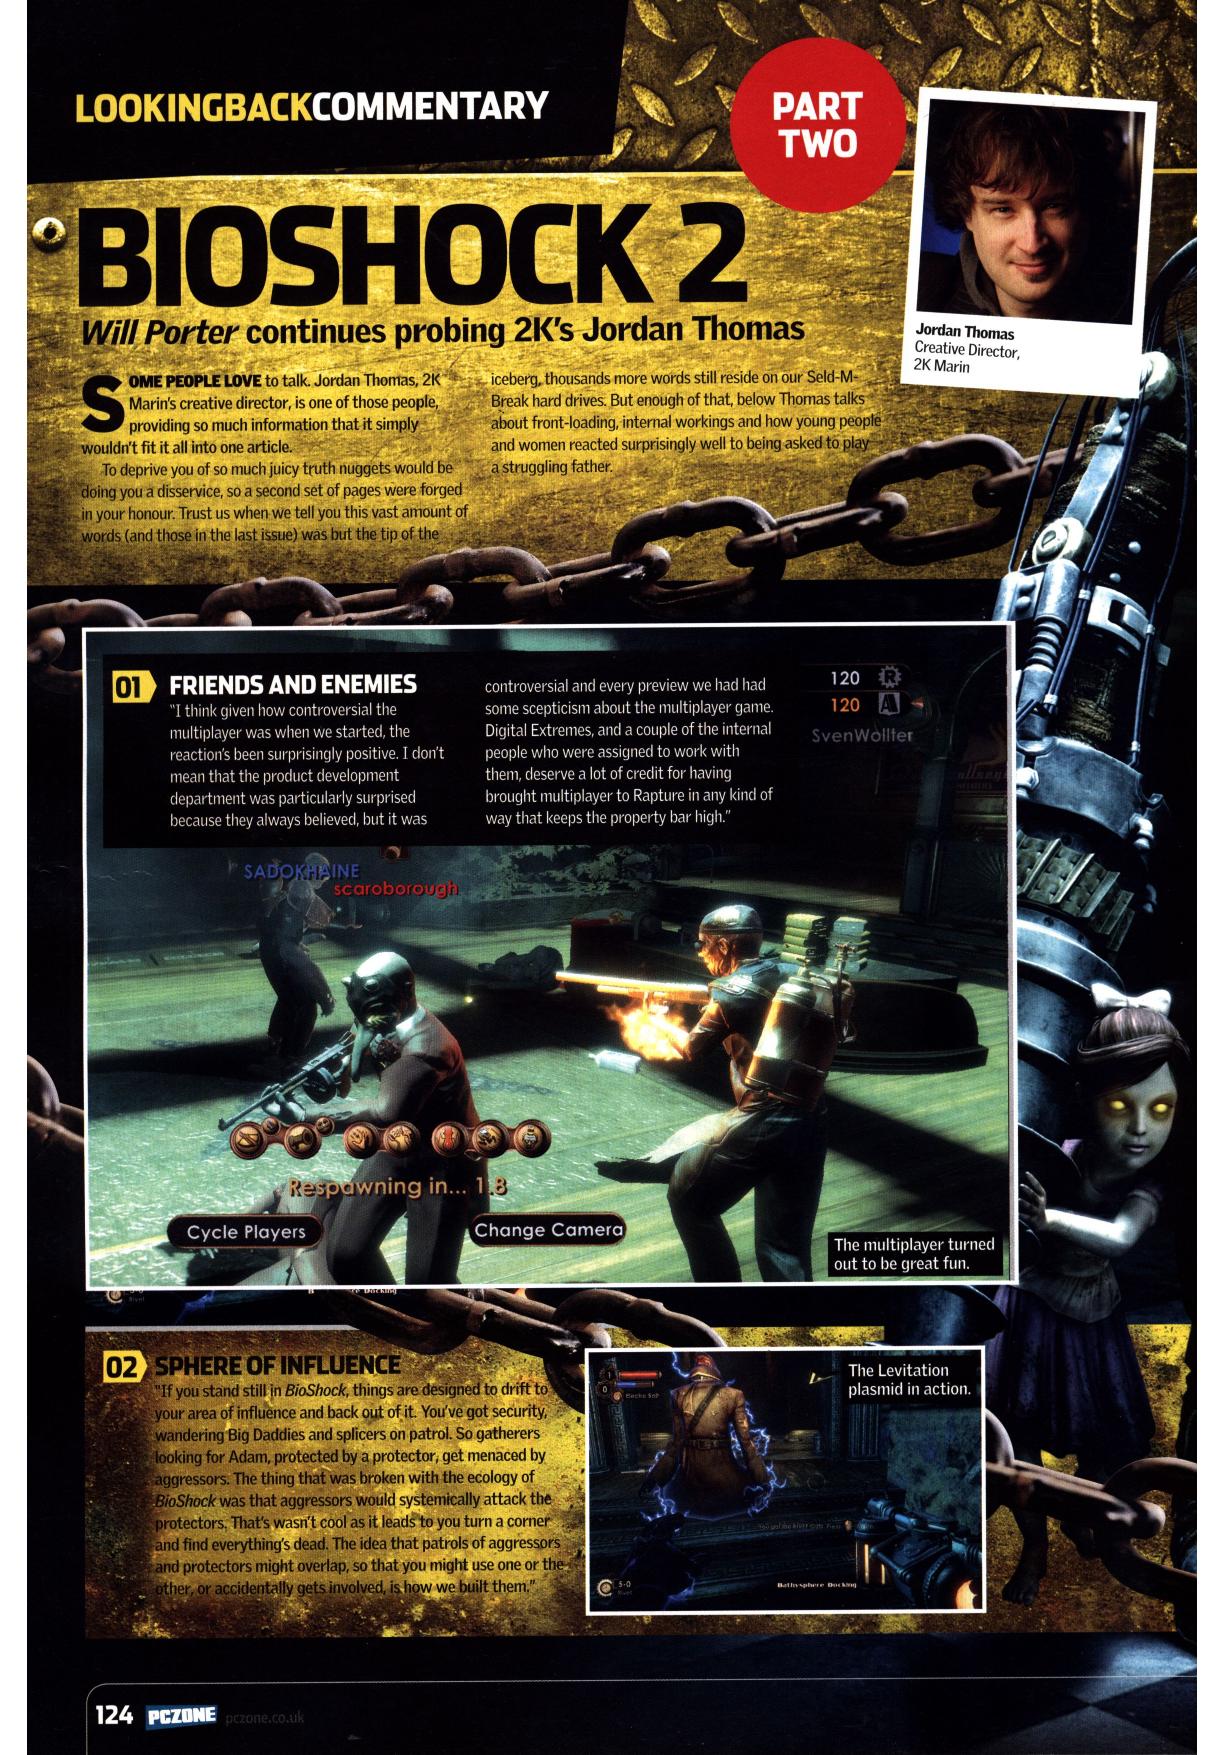 LOOKINGBACKCOMMENTARY
PART
TWO
BIOSHOCK 2
Will Porter continues probing 2K's Jordan Thomas
Jordan Thomas
Creative Director,
2K Marin
SOME PEOPLE LOVE to talk. Jordan Thomas, 2K
Marin's creative director, is one of those people,
providing so much information that it simply
wouldn't fit it all into one article.
To deprive you of so much juicy truth nuggets would be
doing you a disservice, so a second set of pages were forged
in your honour. Trust us when we tell you this vast amount of
words (and those in the last issue) was but the tip of the
iceberg, thousands more words still reside on our Seld-M-
Break hard drives. But enough of that, below Thomas talks
about front-loading, internal workings and how young people
and women reacted surprisingly well to being asked to play
a struggling father.
01 FRIENDS AND ENEMIES
"I think given how controversial the
multiplayer was when we started, the
reaction's been surprisingly positive. I don't
mean that the product development
department was particularly surprised
because they always believed, but it was
controversial and every preview we had had
some scepticism about the multiplayer game.
Digital Extremes, and a couple of the internal
people who were assigned to work with
them, deserve a lot of credit for having
brought multiplayer to Rapture in any kind of
way that keeps the property bar high."
120 R
120 A
SvenWollter
SADOKHAINE
scaroborough
Respawning in... 1.8
Cycle Players
Change Camera
The multiplayer turned
out to be great fun.
02 SPHERE OF INFLUENCE
"If you stand still in BioShock, things are designed to drift to
your area of influence and back out of it. You've got security,
wandering Big Daddies and splicers on patrol. So gatherers
looking for Adam, protected by a protector, get menaced by
aggressors. The thing that was broken with the ecology of
BioShock was that aggressors would systemically attack the
protectors. That's wasn't cool as it leads to you turn a corner
and find everything's dead. The idea that patrols of aggressors
and protectors might overlap, so that you might use one or the
other, or accidentally gets involved, is how we built them."
The Levitation
plasmid in action.
Electro Bolt
5-0
Rivet
Bathysphere Docking
124 PCZONE pczone.co.uk